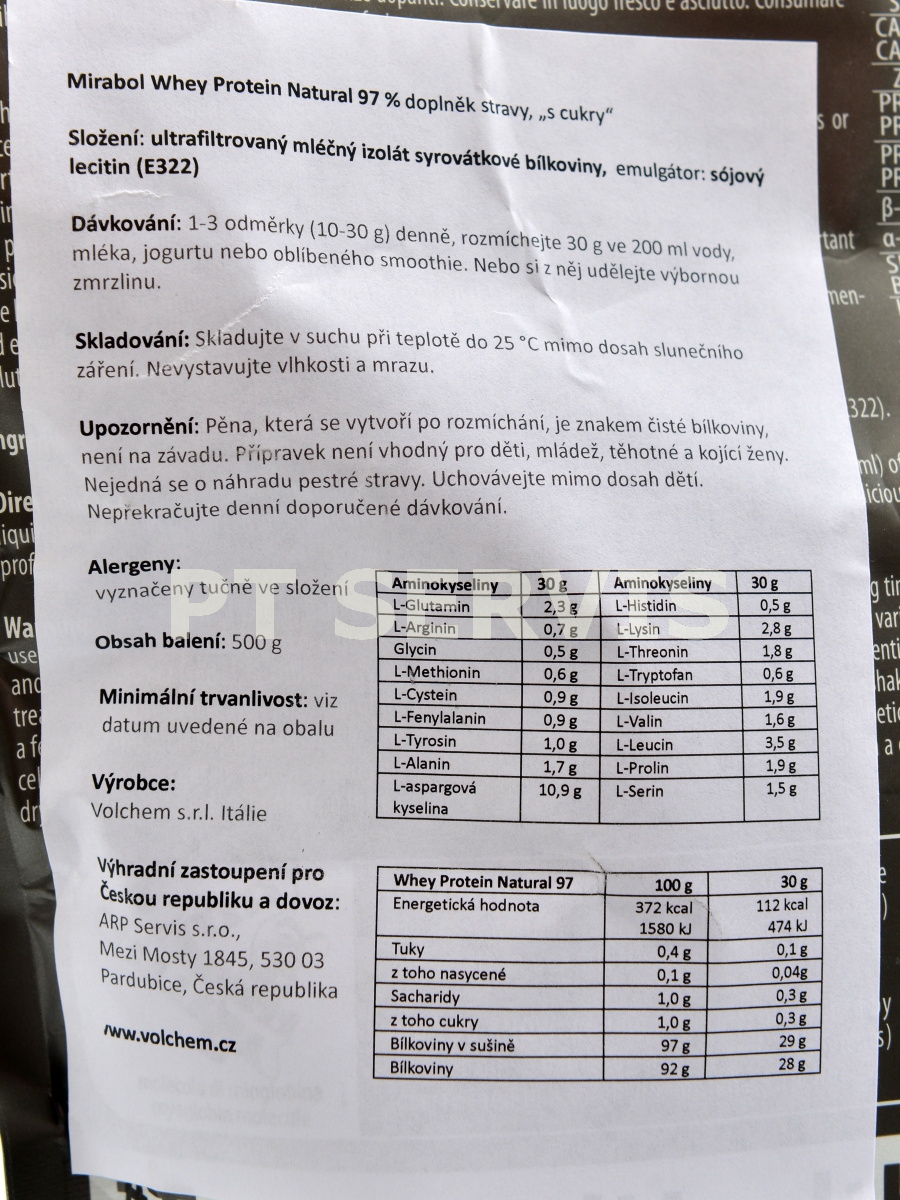 Mirabol Whey Protein Natural 97 % doplněk stravy, „s cukry“
Složení: ultrafiltrovaný mléčný izolát syrovátkové bílkoviny, emulgátor: sójový
lecitin (E322)
Dávkování: 1-3 odměrky (10-30 g) denně, rozmíchejte 30 g ve 200 ml vody,
mléka, jogurtu nebo oblíbeného smoothie. Nebo si z něj udělejte výbornou
zmrzlinu.
Skladování: Skladujte v suchu při teplotě do 25 °C mimo dosah slunečního
záření. Nevystavujte vlhkosti a mrazu.
Upozornění: Pěna, která se vytvoří po rozmíchání, je znakem čisté bílkoviny,
není na závadu. Přípravek není vhodný pro děti, mládež, těhotné a kojící ženy.
Nejedná se o náhradu pestré stravy. Uchovávejte mimo dosah dětí.
Nepřekračujte denní doporučené dávkování.
Alergeny:
vyznačeny tučně ve složení
Obsah balení: 500 g
Minimální trvanlivost: viz
datum uvedené na obalu
Výrobce:
Volchem s.r.l. Itálie
Výhradní zastoupení pro
Českou republiku a dovoz:
ARP Servis s.r.o.,
Mezi Mosty 1845, 530 03
Pardubice, Česká republika
www.volchem.cz
Aminokyseliny 30 g Aminokyseliny 30 g
L-Glutamin 2,3 g L-Histidin 0,5 g
L-Arginin 0,7 g L-Lysin 2,8 g
Glycin 0,5 g L-Threonin 1,8 g
L-Methionin 0,6 g L-Tryptofan 0,6 g
L-Cystein 0,9 g L-Isoleucin 1,9 g
L-Fenylalanin 0,9 g L-Valin 1,6 g
L-Tyrosin 1,0 g L-Leucin 3,5 g
L-Alanin 1,7 g L-Prolin 1,9 g
L-aspargová 10,9 g L-Serin 1,5 g
kyselina
Whey Protein Natural 97 100 g 30 g
Energetická hodnota 372 kcal 112 kcal
1580 kJ 474 kJ
Tuky 0,4 g 0,1 g
z toho nasycené 0,1 g 0,04g
Sacharidy 1,0 g 0,3 g
z toho cukry 1,0 g 0,3 g
Bílkoviny v sušině 97 g 29 g
Bílkoviny 92 g 28 g
PT SERVIS